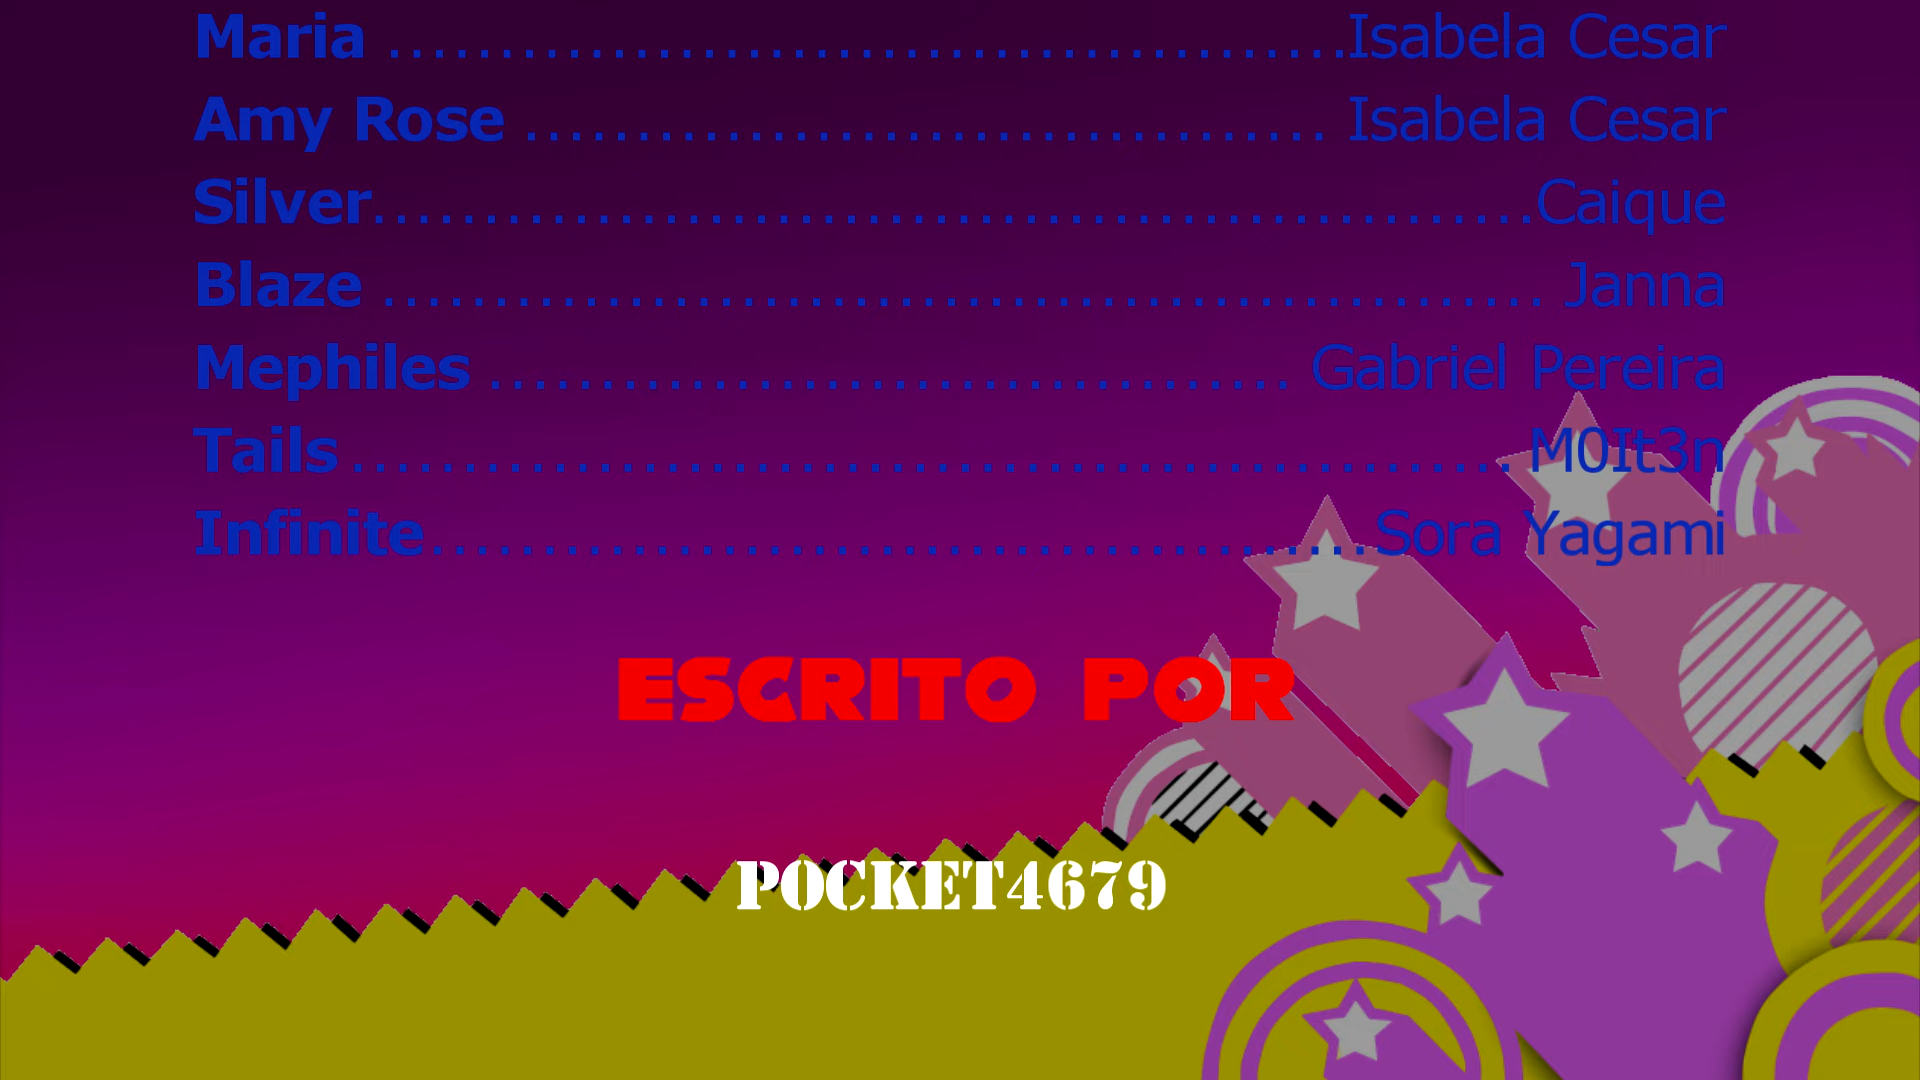 Maria ...........................................Isabela Cesar
Amy Rose .................................... Isabela Cesar
Silver....................................................Caique
Blaze .................................................... Janna
Mephiles .................................... Gabriel Pereira
Tails .................................................... M0It3n
Infinite..........................................Sora Yagami
ESCRITO POR
POCKET4679